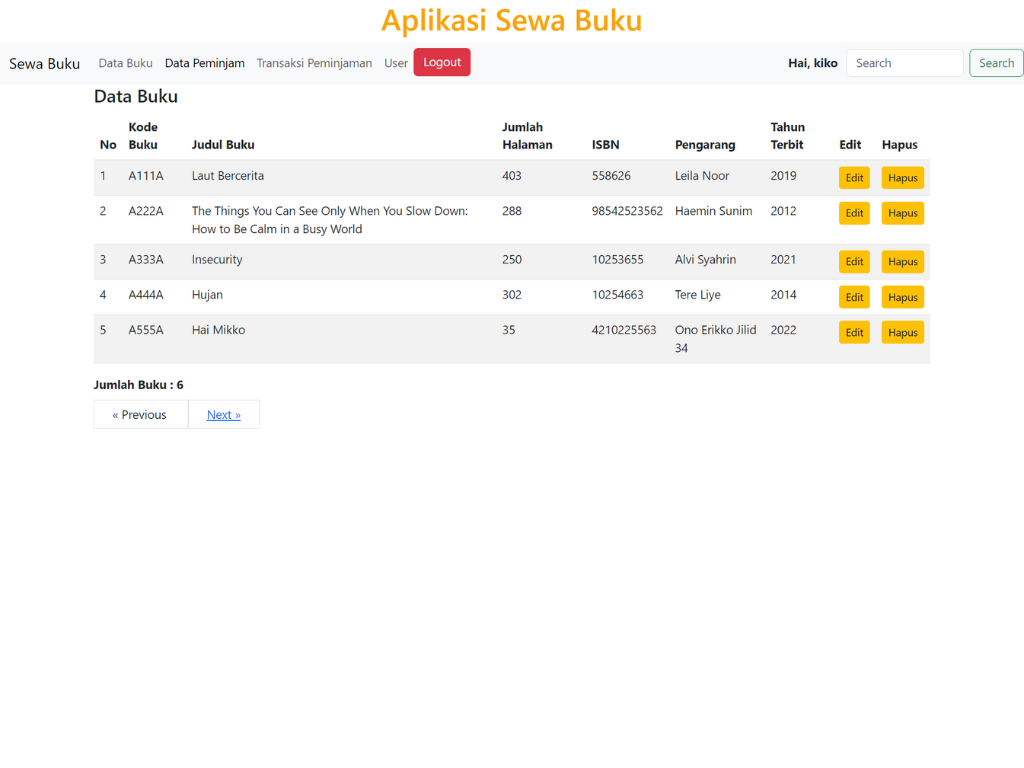 Aplikasi Sewa Buku
Sewa Buku Data Buku Data Peminjam Transaksi Peminjaman User Logout Hai, kiko Search Search
Data Buku
No Kode Buku Judul Buku Jumlah Halaman ISBN Pengarang Tahun Terbit Edit Hapus
1 A111A Laut Bercerita 403 558626 Leila Noor 2019 Edit Hapus
2 A222A The Things You Can See Only When You Slow Down: 288 98542523562 Haemin Sunim 2012 Edit Hapus
How to Be Calm in a Busy World
3 A333A Insecurity 250 10253655 Alvi Syahrin 2021 Edit Hapus
4 A444A Hujan 302 10254663 Tere Liye 2014 Edit Hapus
5 A555A Hai Mikko 35 4210225563 Ono Erikko Jilid 2022 Edit Hapus
34
Jumlah Buku : 6
« Previous Next »